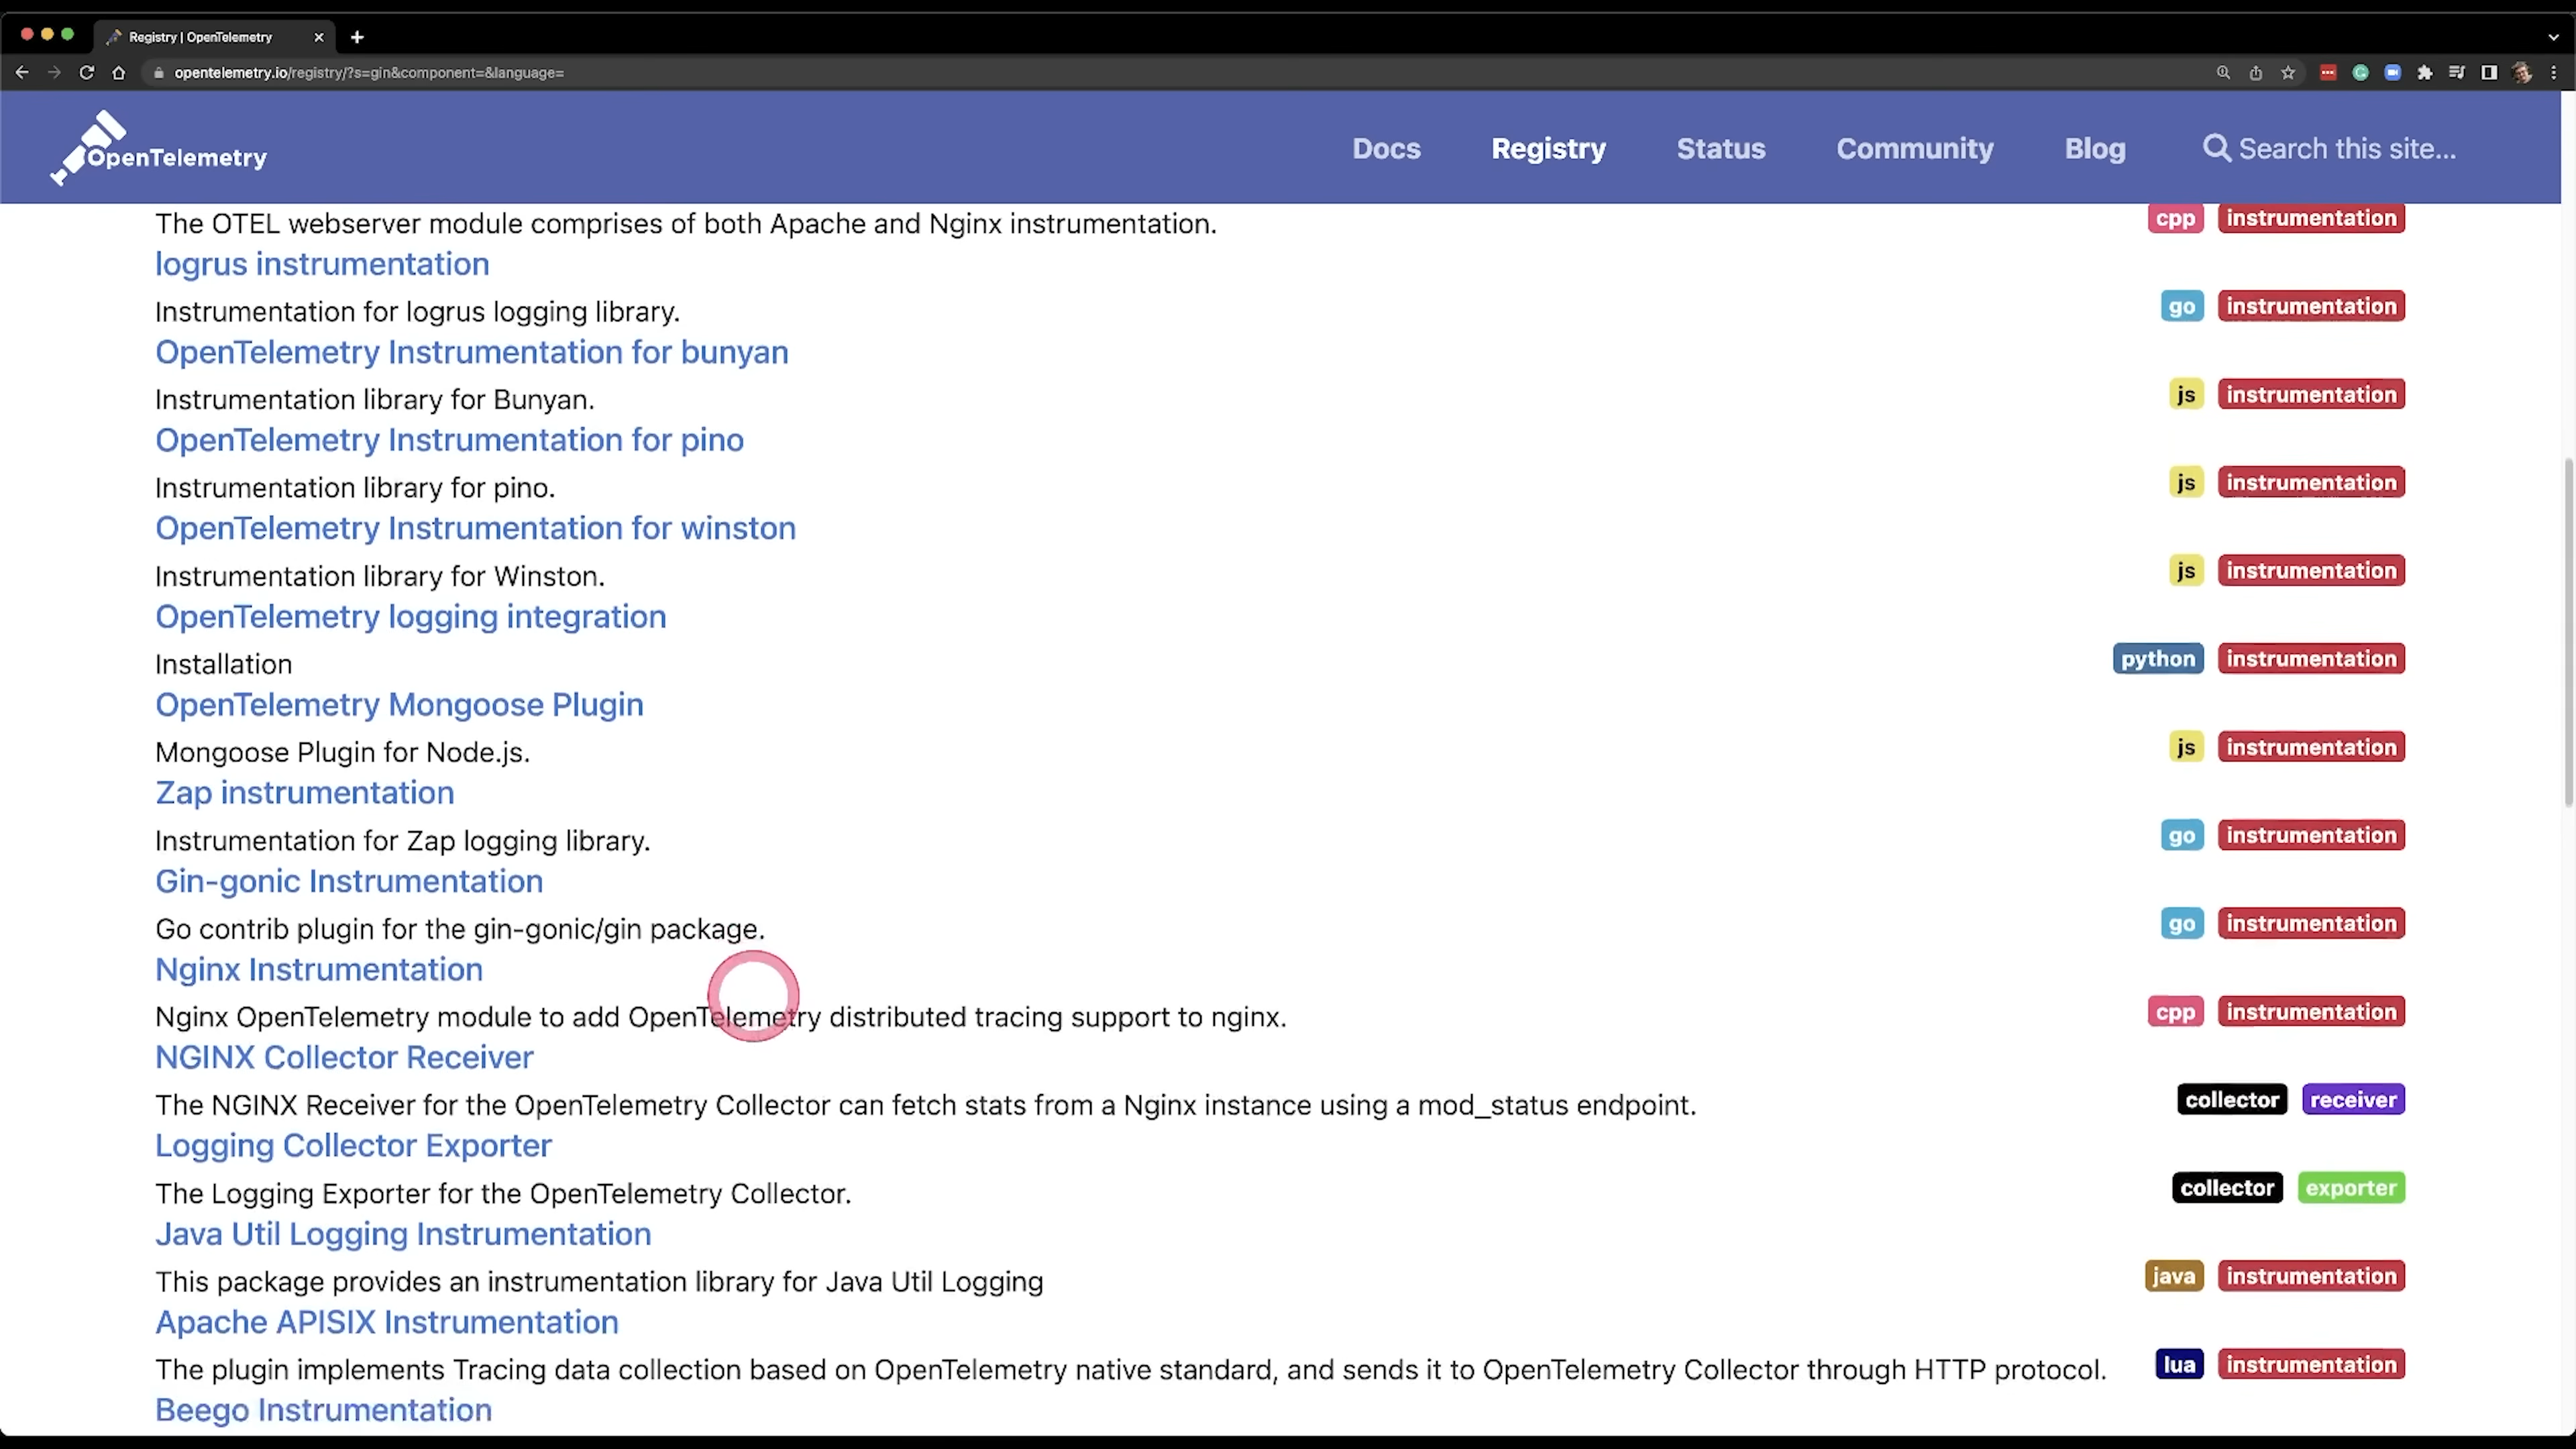 Registry | OpenTelemetry
opentelemetry.io/registry/?s=gin&component=&language=
OpenTelemetry
Docs
Registry
Status
Community
Blog
Search this site...
The OTEL webserver module comprises of both Apache and Nginx instrumentation. cpp instrumentation
logrus instrumentation
Instrumentation for logrus logging library. go instrumentation
OpenTelemetry Instrumentation for bunyan
Instrumentation library for Bunyan. js instrumentation
OpenTelemetry Instrumentation for pino
Instrumentation library for pino. js instrumentation
OpenTelemetry Instrumentation for winston
Instrumentation library for Winston. js instrumentation
OpenTelemetry logging integration
Installation python instrumentation
OpenTelemetry Mongoose Plugin
Mongoose Plugin for Node.js. js instrumentation
Zap instrumentation
Instrumentation for Zap logging library. go instrumentation
Gin-gonic Instrumentation
Go contrib plugin for the gin-gonic/gin package. go instrumentation
Nginx Instrumentation
Nginx OpenTelemetry module to add OpenTelemetry distributed tracing support to nginx. cpp instrumentation
NGINX Collector Receiver
The NGINX Receiver for the OpenTelemetry Collector can fetch stats from a Nginx instance using a mod_status endpoint. collector receiver
Logging Collector Exporter
The Logging Exporter for the OpenTelemetry Collector. collector exporter
Java Util Logging Instrumentation
This package provides an instrumentation library for Java Util Logging java instrumentation
Apache APISIX Instrumentation
The plugin implements Tracing data collection based on OpenTelemetry native standard, and sends it to OpenTelemetry Collector through HTTP protocol. lua instrumentation
Beego Instrumentation